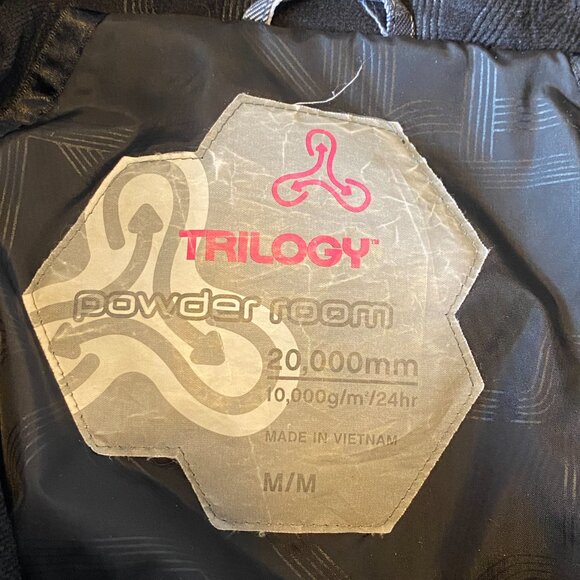 TRILOGY™
powder room
20,000mm
10,000g/m²/24hr
MADE IN VIETNAM
M/M